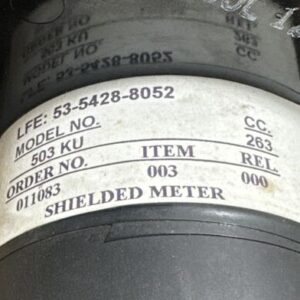 LFE: 53-5428-8052
MODEL NO. CC.
503 KU 263
ORDER NO. ITEM REL.
011083 003 000
SHIELDED METER